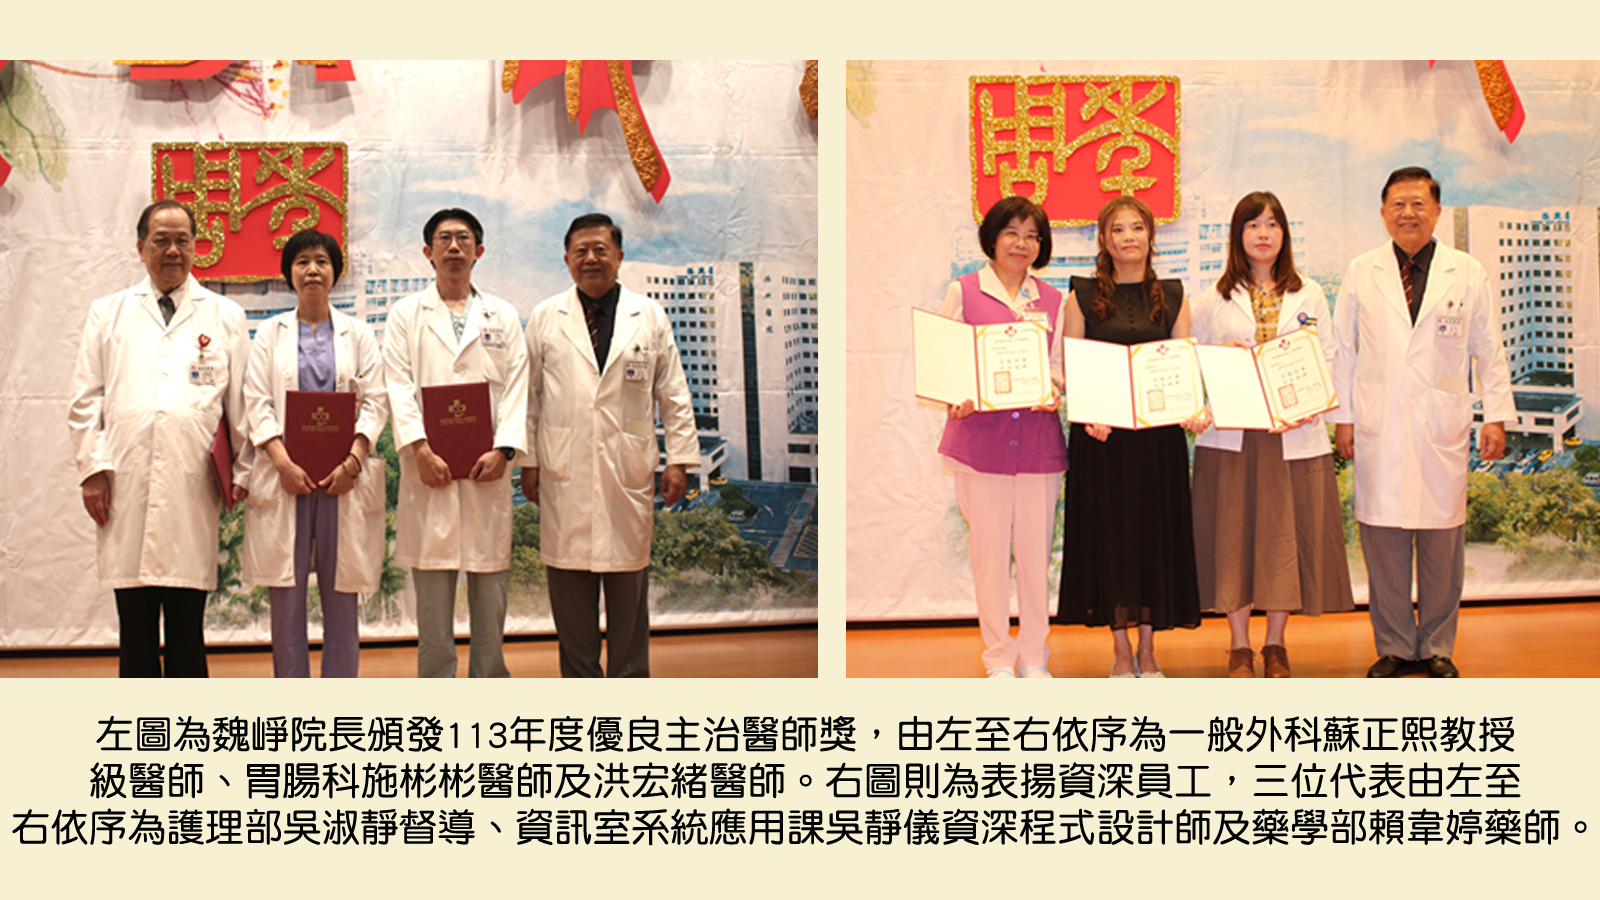 左圖為魏崢院長頒發113年度優良主治醫師獎，由左至右依序為一般外科蘇正熙教授
級醫師、胃腸科施彬彬醫師及洪宏緒醫師。右圖則為表揚資深員工，三位代表由左至
右依序為護理部吳淑靜督導、資訊室系統應用課吳靜儀資深程式設計師及藥學部賴韋婷藥師。